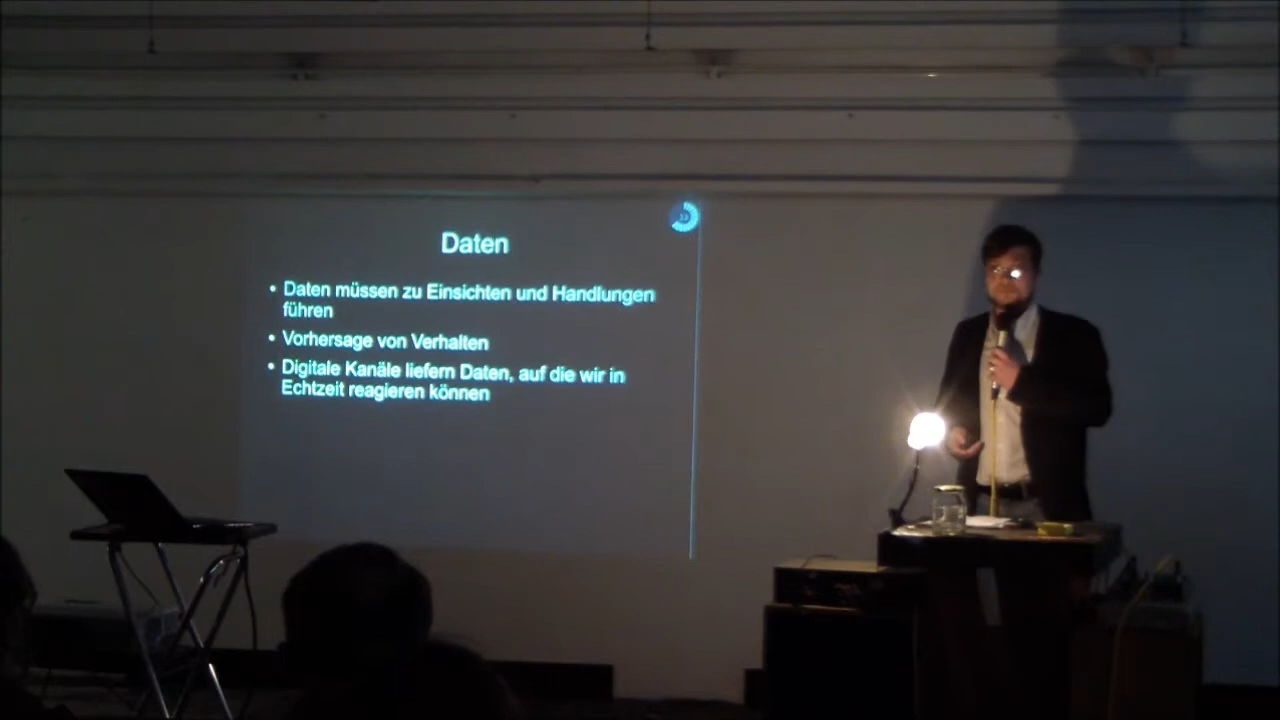 Daten
• Daten müssen zu Einsichten und Handlungen
führen
• Vorhersage von Verhalten
• Digitale Kanäle liefern Daten, auf die wir in
Echtzeit reagieren können